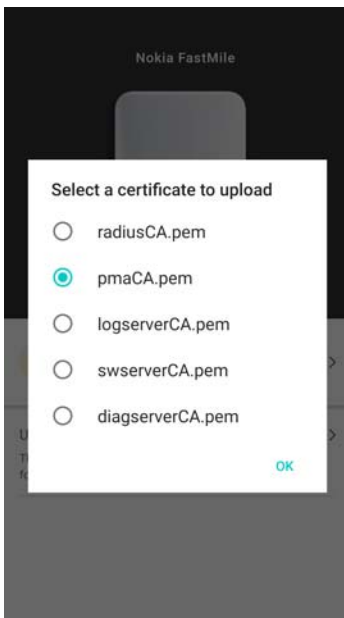 Nokia FastMile
Select a certificate to upload
radiusCA.pem
pmaCA.pem
logserverCA.pem
swserverCA.pem
diagserverCA.pem
OK